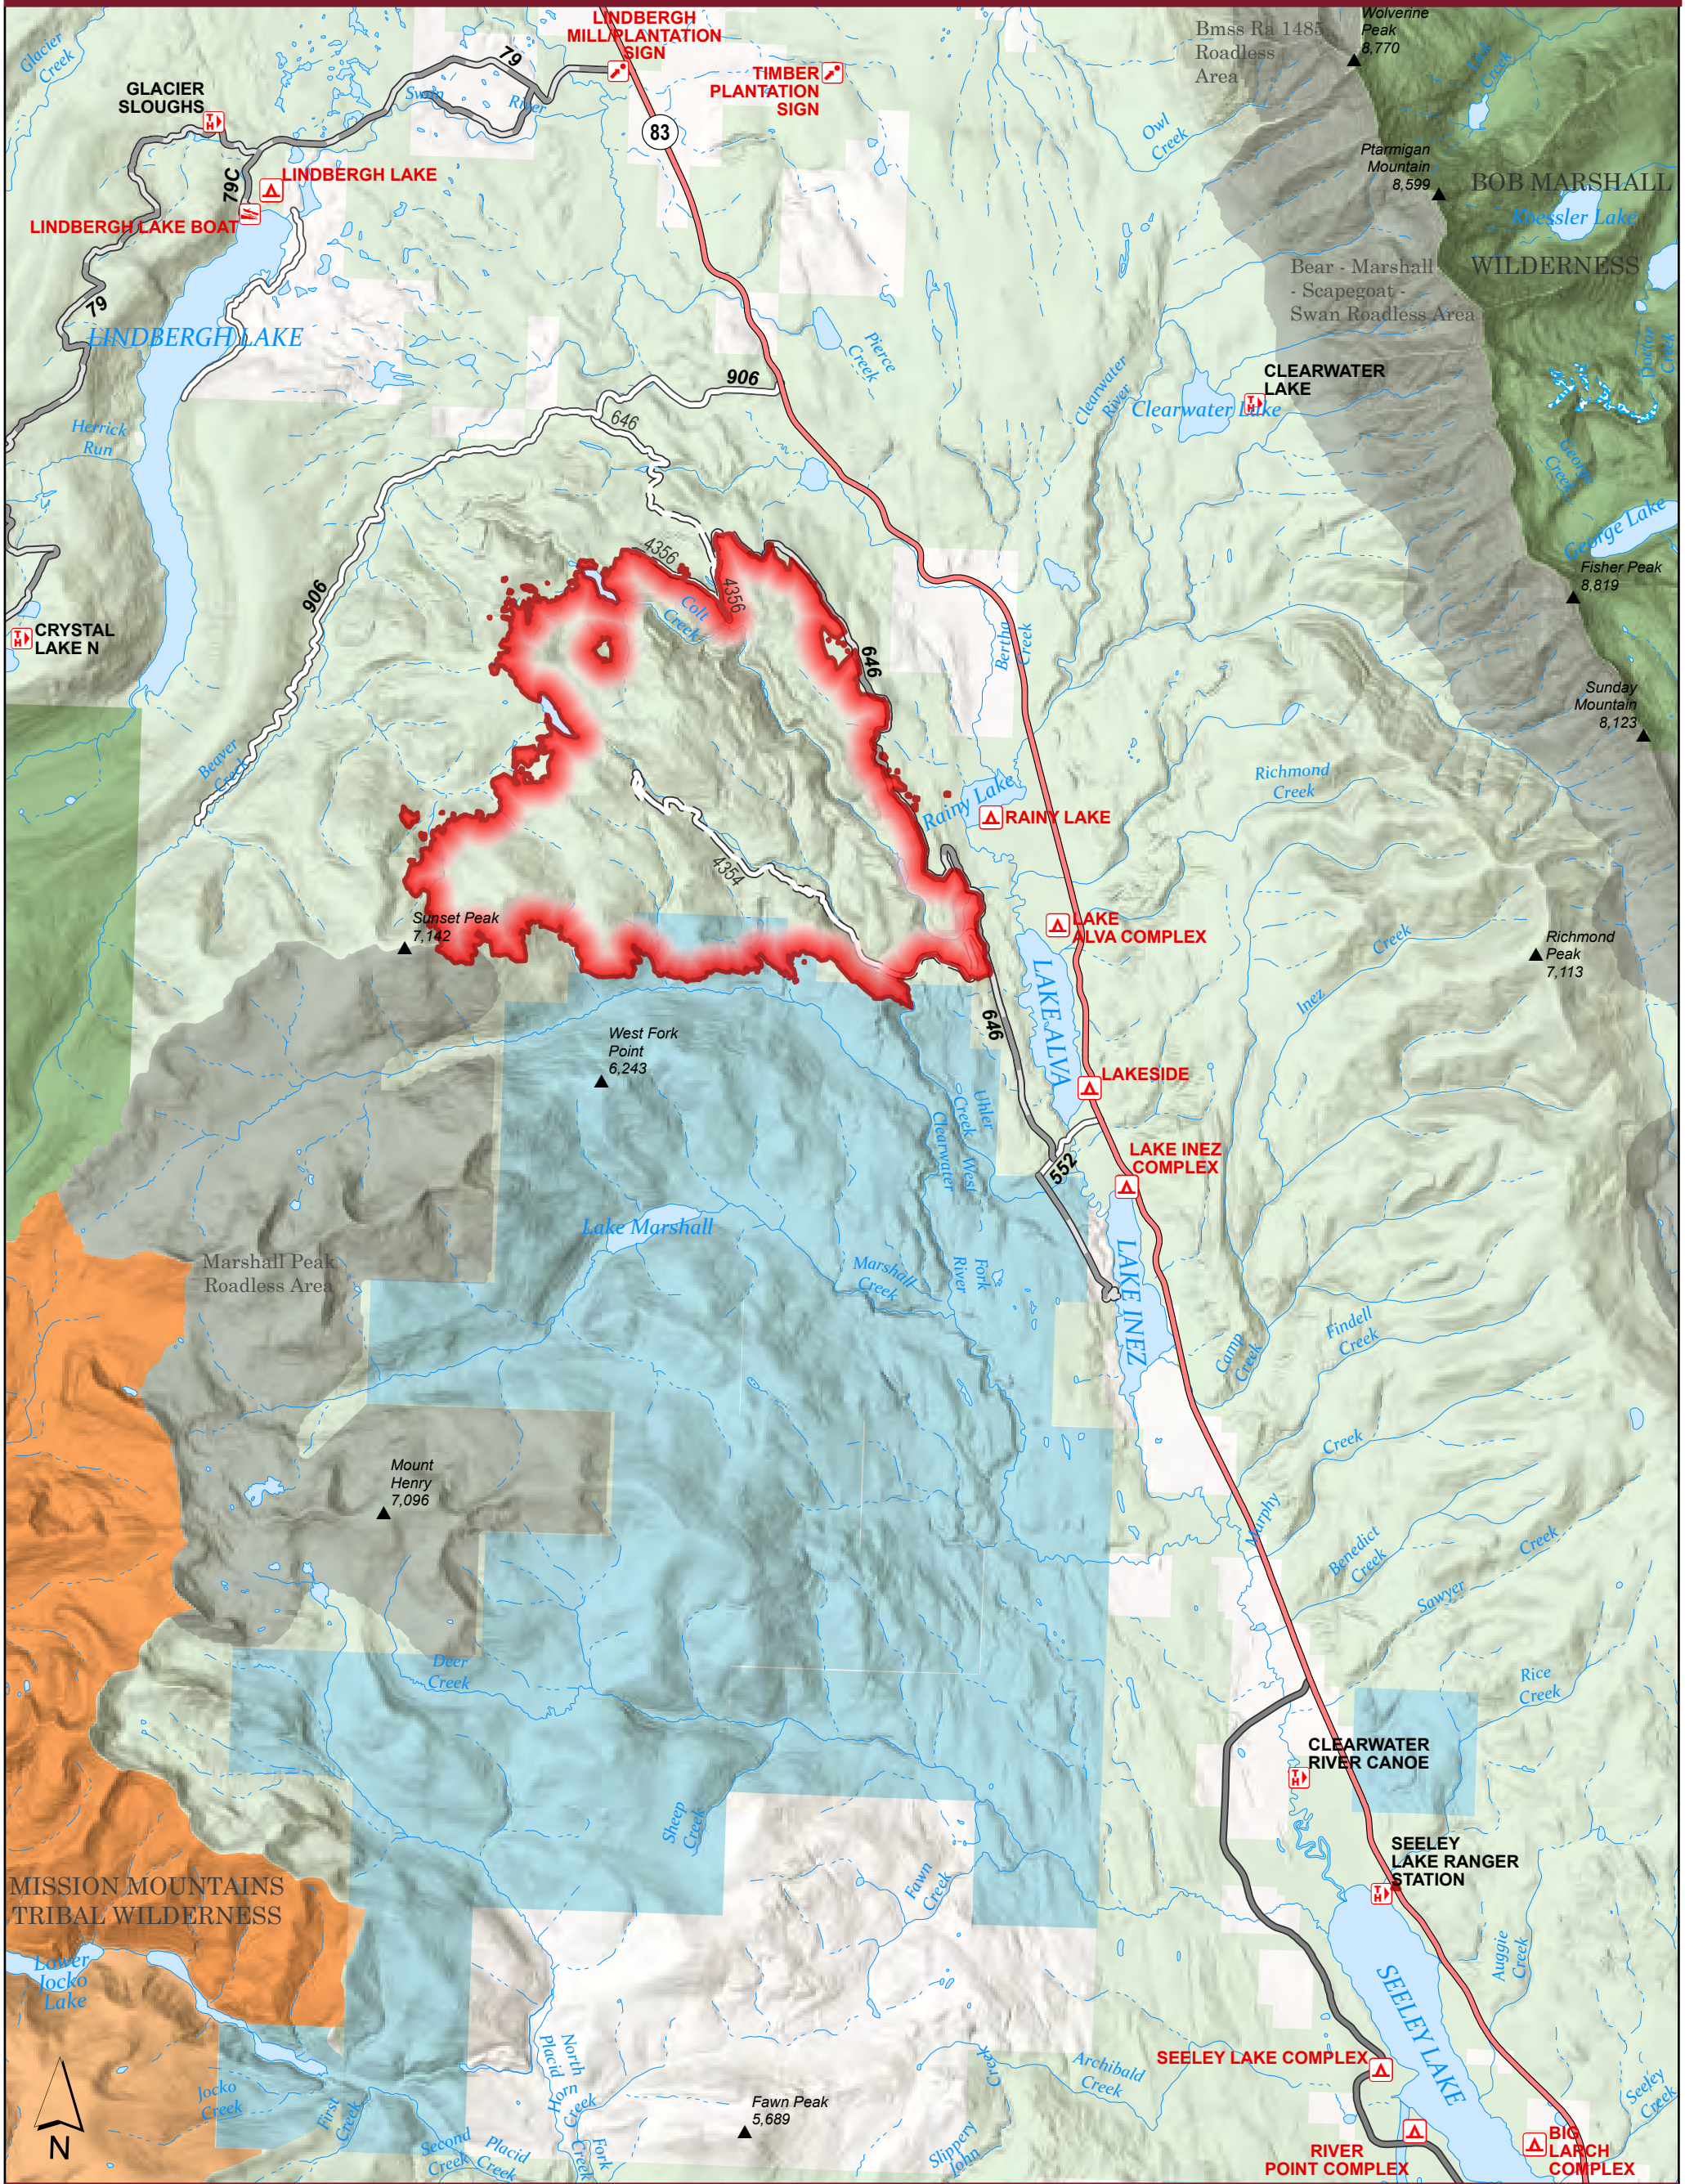 LINDBERGH
MILL/PLANTATION
SIGN
TIMBER
PLANTATION
SIGN
Bmss Ra 1485
Roadless
Area
Wolverine
Peak
8,770
Lick
Creek
Glacier
Creek
GLACIER
SLOUGHS
79
Swan
River
83
Owl
Creek
Ptarmigan
Mountain
8,599
BOB MARSHALL
WILDERNESS
Koessler Lake
79C
LINDBERGH LAKE
LINDBERGH LAKE BOAT
79
LINDBERGH LAKE
Bear - Marshall
- Scapegoat -
Swan Roadless Area
Doctor
Creek
Pierce
Creek
Clearwater
River
CLEARWATER
LAKE
Clearwater Lake
906
646
Herrick
Run
George
Creek
George Lake
Fisher Peak
8,819
4356
4356
Colt
Creek
906
CRYSTAL
LAKE N
Bertha
Creek
646
Sunday
Mountain
8,123
Beaver
Creek
Richmond
Creek
Rainy Lake
RAINY LAKE
4354
Sunset Peak
7,142
LAKE
ALVA COMPLEX
Richmond
Peak
7,113
Inez
Creek
LAKE ALVA
646
West Fork
Point
6,243
LAKESIDE
Uhler
Creek
West
Fork
Clearwater
River
LAKE INEZ
COMPLEX
552
Lake Marshall
Marshall
Creek
LAKE INEZ
Marshall Peak
Roadless Area
Camp
Creek
Findell
Creek
Mount
Henry
7,096
Murphy
Creek
Benedict
Creek
Sawyer
Creek
Deer
Creek
Rice
Creek
CLEARWATER
RIVER CANOE
Sheep
Creek
Fawn
Creek
SEELEY
LAKE RANGER
STATION
MISSION MOUNTAINS
TRIBAL WILDERNESS
Lower
Jocko
Lake
Auggie
Creek
SEELEY LAKE
SEELEY LAKE COMPLEX
Archibald
Creek
North
Fork
Placid
Creek
Horn
Creek
Jocko
Creek
First
Creek
Second
Creek
Placid
Creek
Fawn Peak
5,689
Slippery
John
Creek
Seeley
Creek
RIVER
POINT COMPLEX
BIG
LARCH
COMPLEX
N